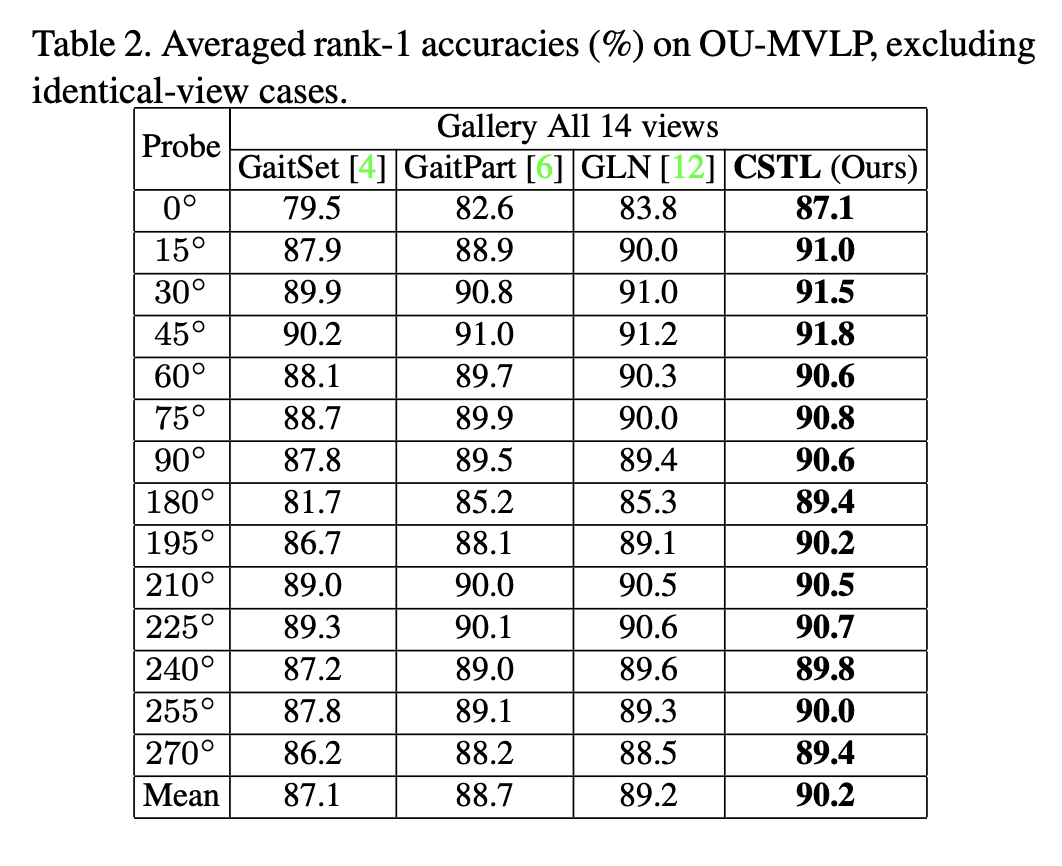 Table 2. Averaged rank-1 accuracies (%) on OU-MVLP, excluding
identical-view cases.
Probe Gallery All 14 views
GaitSet [4] GaitPart [6] GLN [12] CSTL (Ours)
0° 79.5 82.6 83.8 87.1
15° 87.9 88.9 90.0 91.0
30° 89.9 90.8 91.0 91.5
45° 90.2 91.0 91.2 91.8
60° 88.1 89.7 90.3 90.6
75° 88.7 89.9 90.0 90.8
90° 87.8 89.5 89.4 90.6
180° 81.7 85.2 85.3 89.4
195° 86.7 88.1 89.1 90.2
210° 89.0 90.0 90.5 90.5
225° 89.3 90.1 90.6 90.7
240° 87.2 89.0 89.6 89.8
255° 87.8 89.1 89.3 90.0
270° 86.2 88.2 88.5 89.4
Mean 87.1 88.7 89.2 90.2